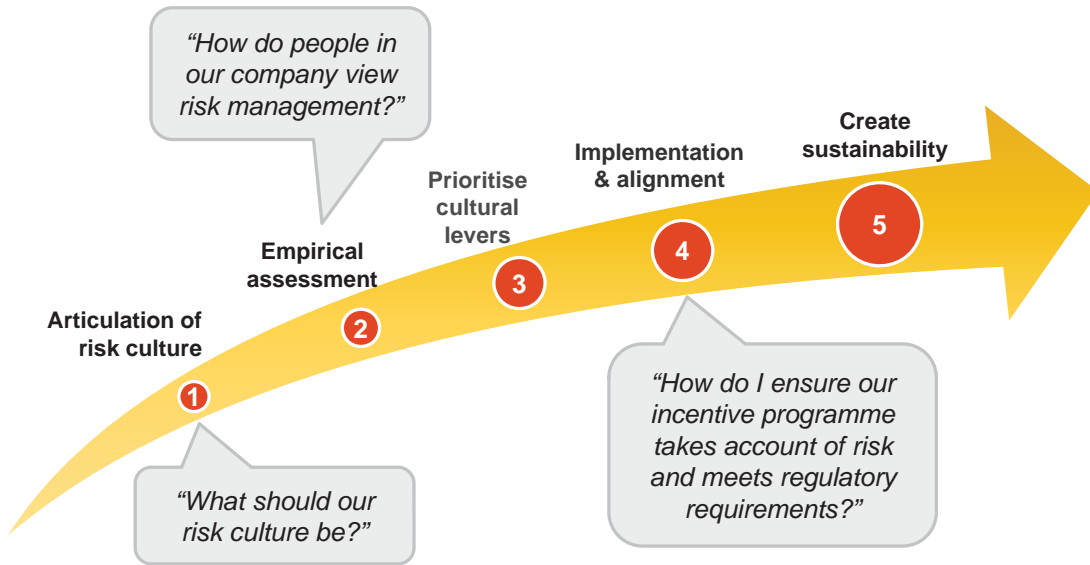 “How do people in
our company view
risk management?”
Create
sustainability
Implementation
& alignment
Prioritise
cultural
levers
Empirical
assessment
Articulation of
risk culture
1
2
3
4
5
“What should our
risk culture be?”
“How do I ensure our
incentive programme
takes account of risk
and meets regulatory
requirements?”